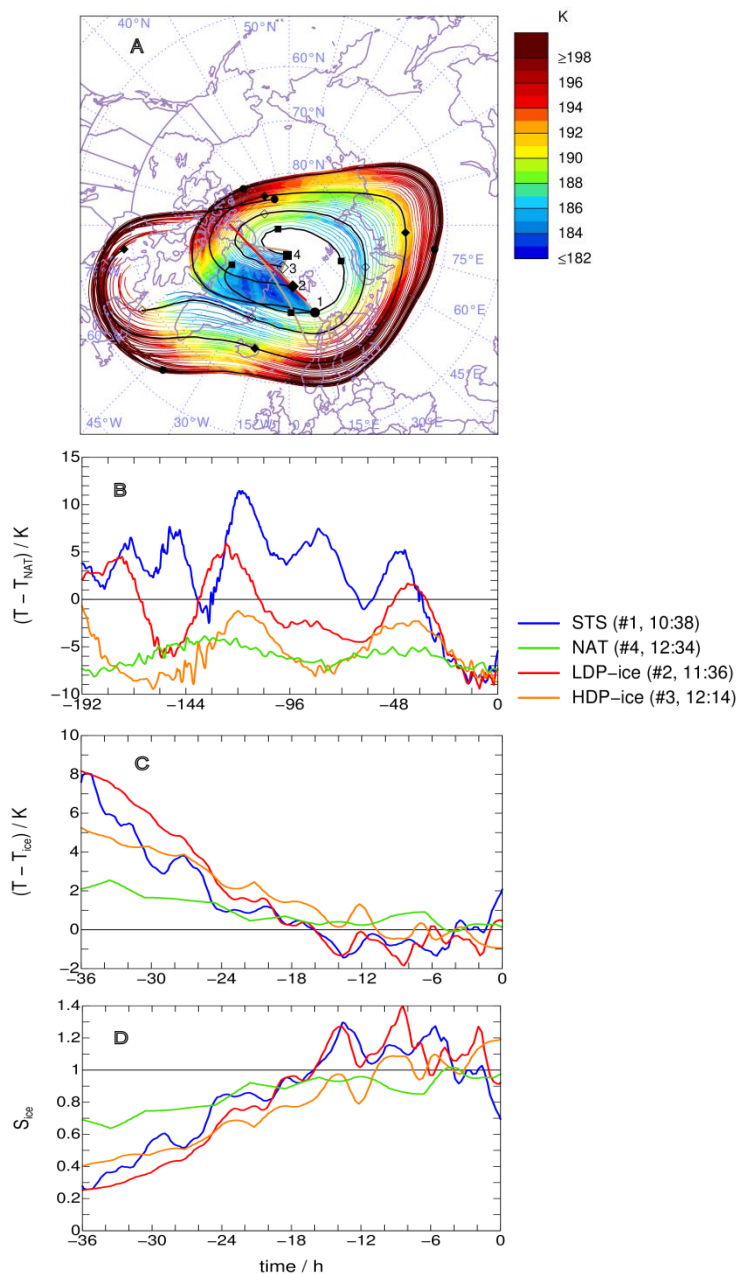 K
A
50°N
40°N
60°N
50°N
70°N
80°N
≥198
196
194
192
190
188
186
184
≤182
4
3
2
1
75°E
60°E
60°
45°E
45°W
30°W
15°W
0
15°E
30°E
B
(T − T_NAT) / K
15
10
5
0
−5
−10
−192
−144
−96
−48
0
STS (#1, 10:38)
NAT (#4, 12:34)
LDP−ice (#2, 11:36)
HDP−ice (#3, 12:14)
C
(T − T_ice) / K
10
8
6
4
2
0
−2
−36
−30
−24
−18
−12
−6
0
D
S_ice
1.4
1.2
1
0.8
0.6
0.4
0.2
0
−36
−30
−24
−18
−12
−6
0
time / h